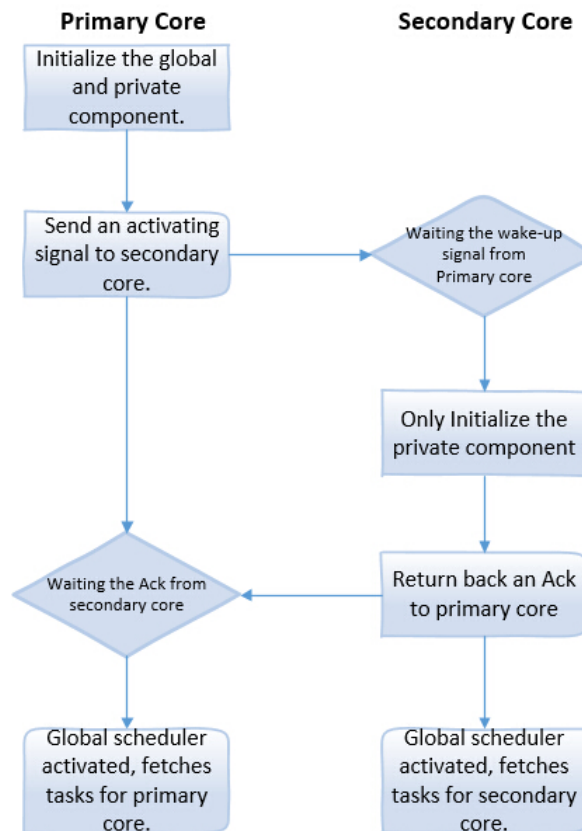 Primary Core
Secondary Core
Initialize the global
and private
component.
Send an activating
signal to secondary
core.
Waiting the wake-up
signal from
Primary core
Only Initialize the
private component
Waiting the Ack from
secondary core
Return back an Ack
to primary core
Global scheduler
activated, fetches
tasks for primary
core.
Global scheduler
activated, fetches
tasks for secondary
core.